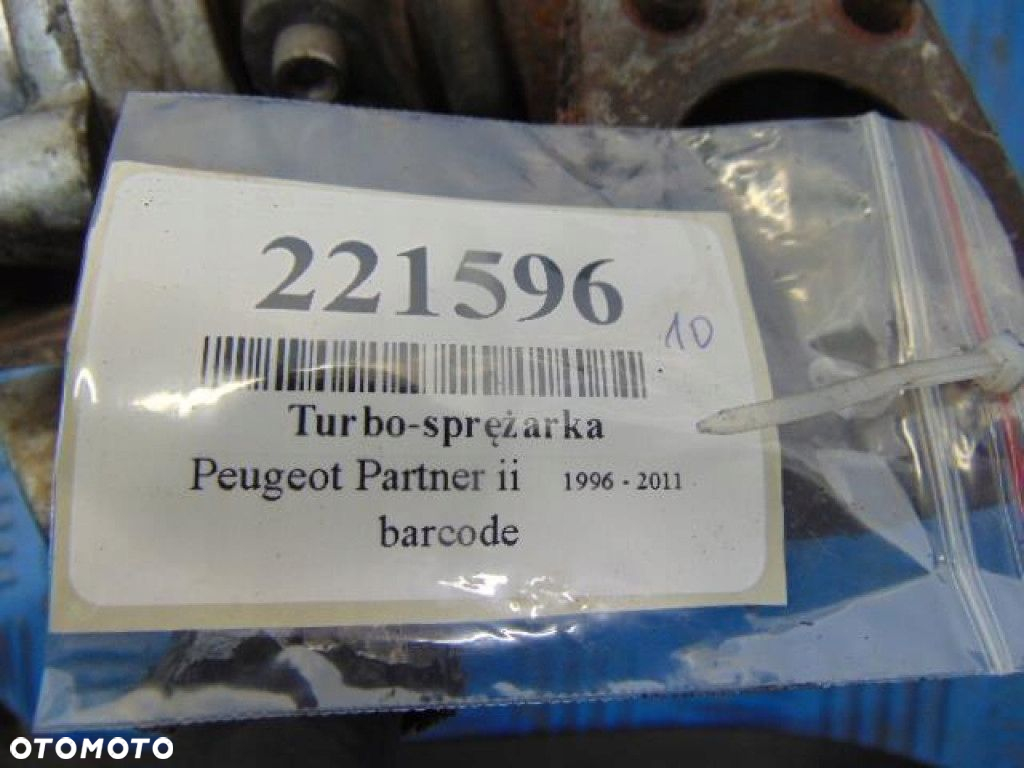 221596
10
Turbo-sprężarka
Peugeot Partner ii 1996 - 2011
barcode
OTOMOTO